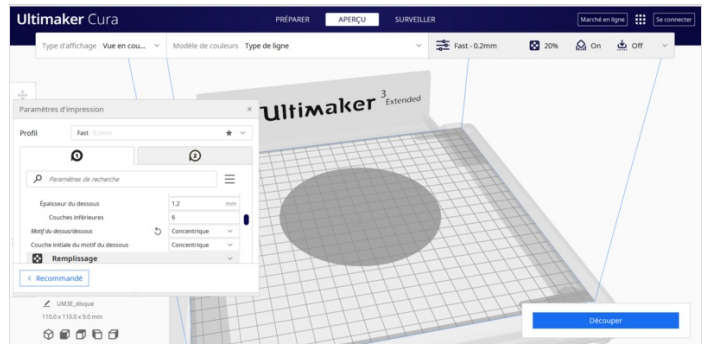 Ultimaker Cura
PRÉPARER APERÇU SURVEILLER
Marché en ligne Se connecter
Type d'affichage Vue en cou... Modèle de couleurs Type de ligne Fast - 0.2mm 20% On Off
Ultimaker 3 Extended
Paramètres d'impression ×
Profil Fast 0.2mm
1 2
Paramètres de recherche
Épaisseur du dessous 1.2 mm
Couches inférieures 6
Motif du dessus/dessous Concentrique
Couche initiale du motif du dessous Concentrique
Remplissage
< Recommandé
UM3E_disque
110.0 x 110.0 x 9.0 mm
Découper